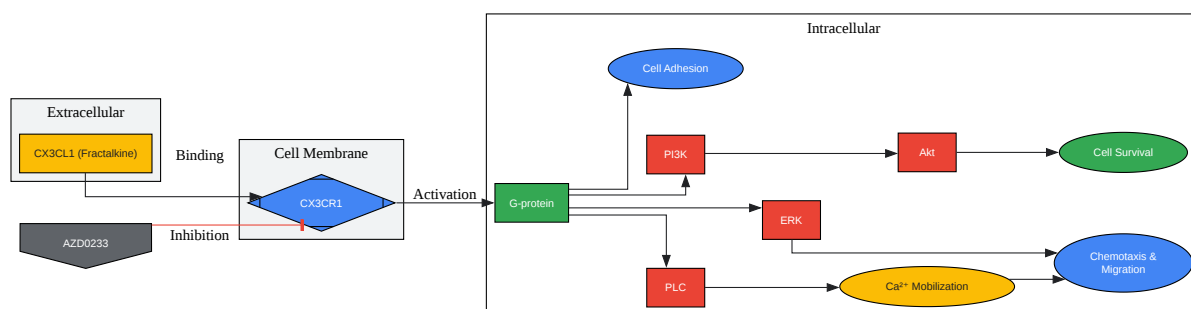 Intracellular
Cell Adhesion
Extracellular
CX3CL1 (Fractalkine)
Binding
Cell Membrane
CX3CR1
Activation
G-protein
PI3K
Akt
Cell Survival
ERK
AZD0233
Inhibition
PLC
Ca²⁺ Mobilization
Chemotaxis &
Migration